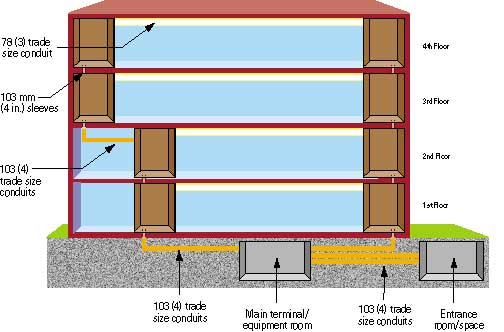 78 (3) trade
size conduit
4th Floor
103 mm
(4 in.) sleeves
3rd Floor
103 (4)
trade size
conduits
2nd Floor
1st Floor
103 (4) trade
size conduits
Main terminal/
equipment room
103 (4) trade
size conduits
Entrance
room/space